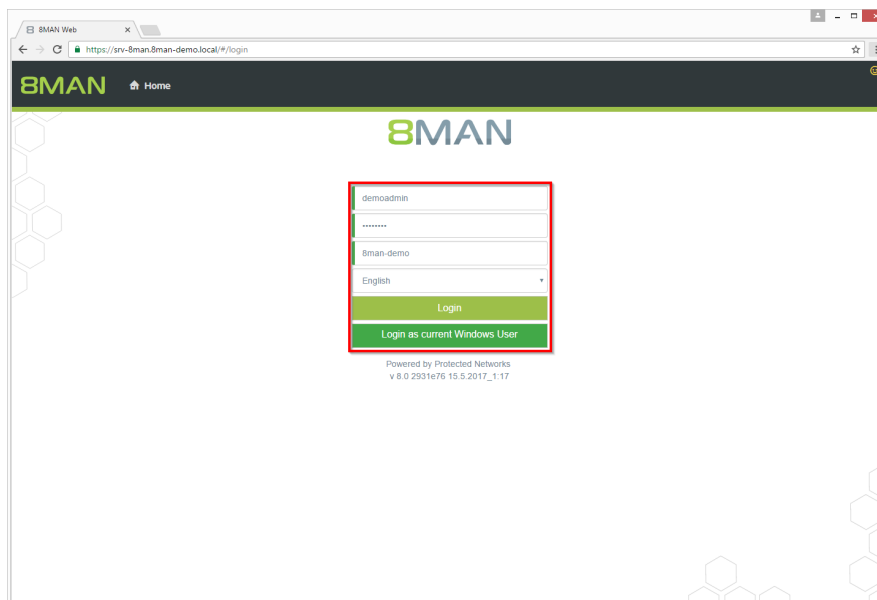 8MAN Web
https://srv-8man.8man-demo.local/#/login
8MAN Home
8MAN
demoadmin
••••••••
8man-demo
English
Login
Login as current Windows User
Powered by Protected Networks
v 8.0 2931e76 15.5.2017_1:17